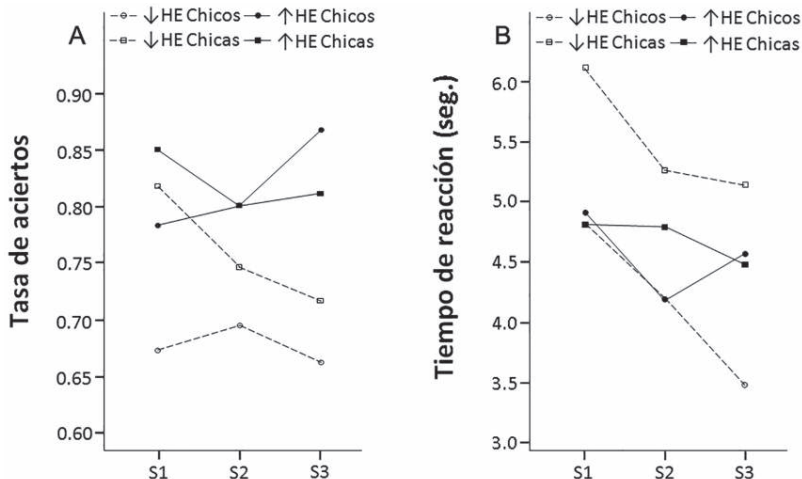 A
↓HE Chicos ↑HE Chicos
↓HE Chicas ↑HE Chicas
Tasa de aciertos
0.90
0.85
0.80
0.75
0.70
0.65
0.60
S1 S2 S3
B
↓HE Chicos ↑HE Chicos
↓HE Chicas ↑HE Chicas
Tiempo de reacción (seg.)
6.0
5.5
5.0
4.5
4.0
3.5
3.0
S1 S2 S3